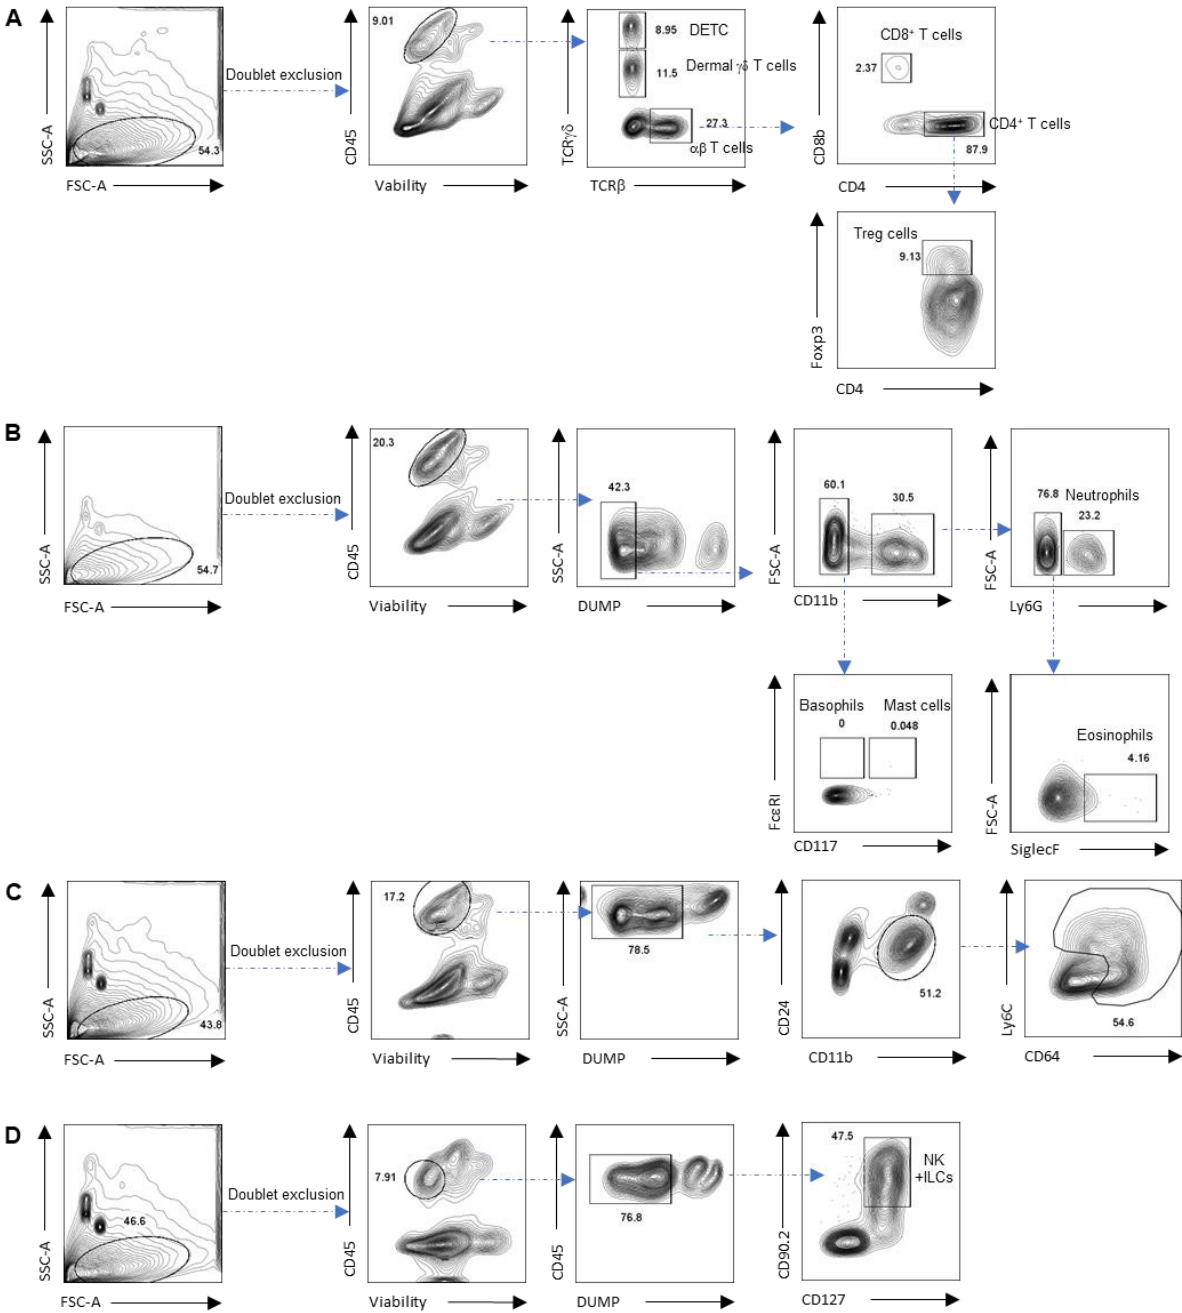 A
SSC-A
54.3
FSC-A
Doublet exclusion
9.01
CD45
Vability
TCRγδ
8.95 DETC
11.5 Dermal γδ T cells
27.3
αβ T cells
TCRβ
CD8⁺ T cells
2.37
CD8b
CD4⁺ T cells
87.9
CD4
Treg cells
9.13
Foxp3
CD4
B
SSC-A
54.7
FSC-A
Doublet exclusion
20.3
CD45
Viability
42.3
SSC-A
DUMP
60.1
30.5
FSC-A
CD11b
76.8 Neutrophils
23.2
FSC-A
Ly6G
Basophils Mast cells
0 0.048
FcεRI
CD117
Eosinophils
4.16
FSC-A
SiglecF
C
SSC-A
43.8
FSC-A
Doublet exclusion
17.2
CD45
Viability
SSC-A
78.5
DUMP
CD24
51.2
CD11b
Ly6C
54.6
CD64
D
SSC-A
46.6
FSC-A
Doublet exclusion
7.91
CD45
Viability
CD45
76.8
DUMP
47.5
NK
+ILCs
CD90.2
CD127